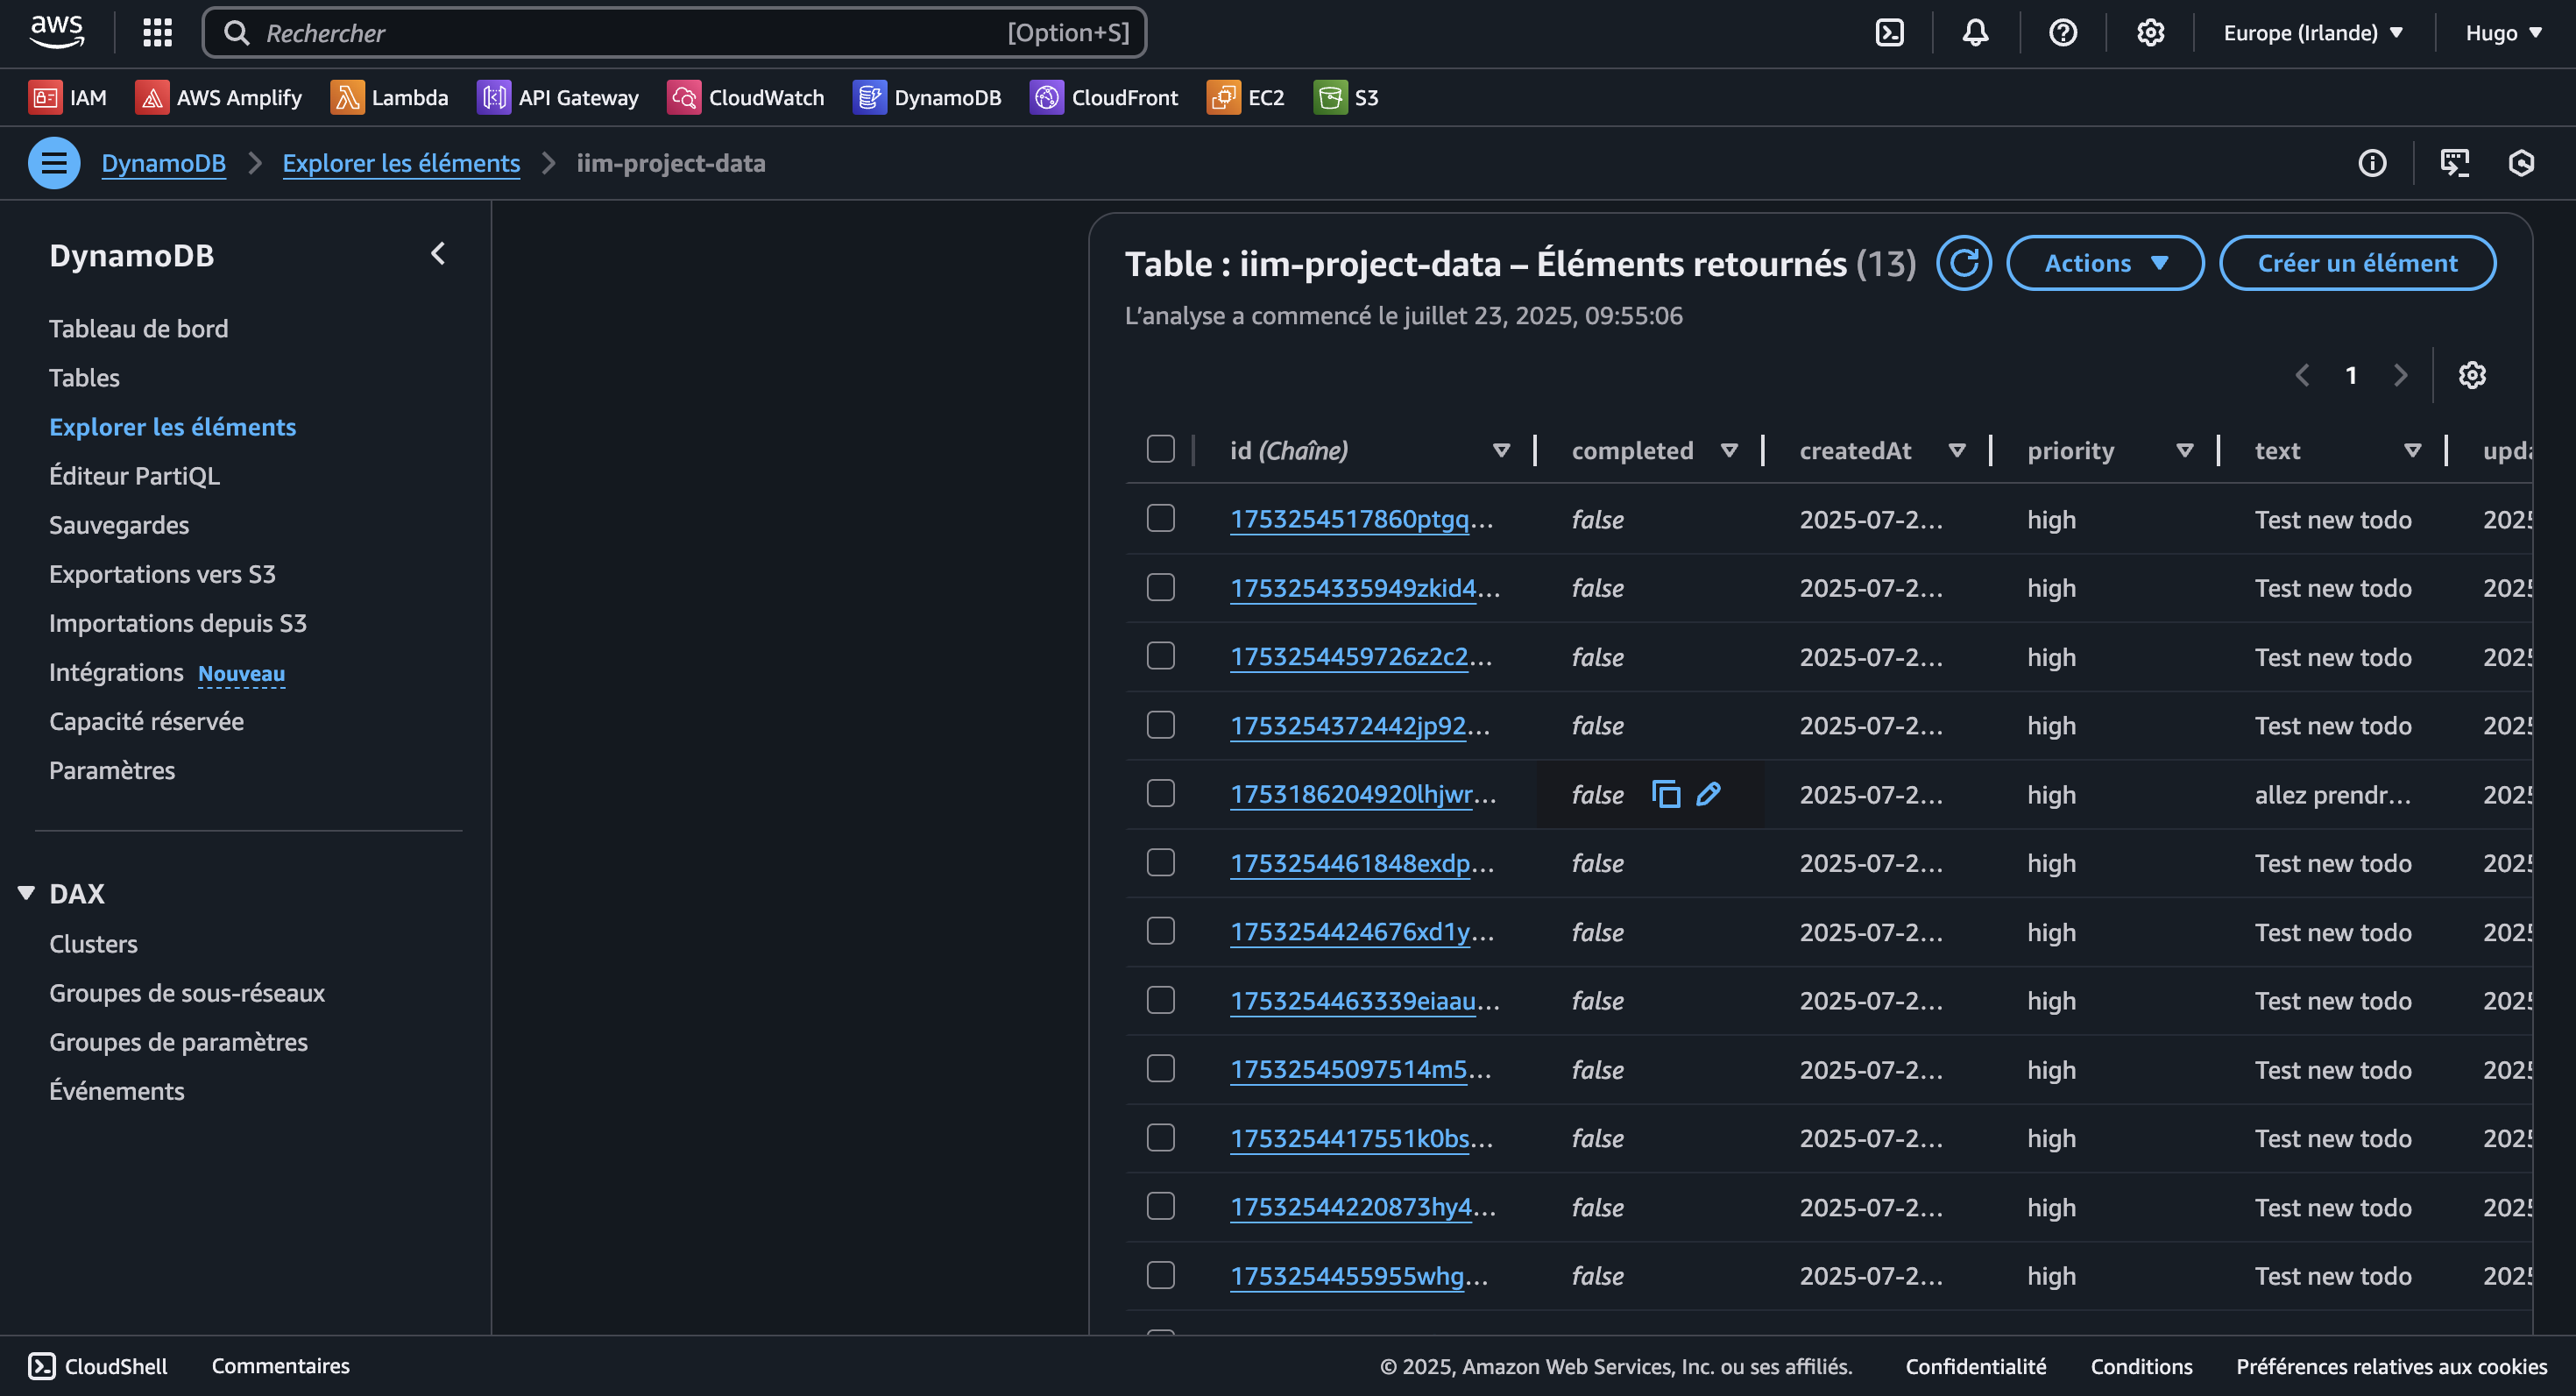 aws
Rechercher [Option+S]
Europe (Irlande) Hugo
IAM AWS Amplify Lambda API Gateway CloudWatch DynamoDB CloudFront EC2 S3
DynamoDB Explorer les éléments iim-project-data
DynamoDB
Tableau de bord
Tables
Explorer les éléments
Éditeur PartiQL
Sauvegardes
Exportations vers S3
Importations depuis S3
Intégrations Nouveau
Capacité réservée
Paramètres
DAX
Clusters
Groupes de sous-réseaux
Groupes de paramètres
Événements
Table : iim-project-data – Éléments retournés (13)
Actions
Créer un élément
L’analyse a commencé le juillet 23, 2025, 09:55:06
1
id (Chaîne) completed createdAt priority text upda
1753254517860ptgq... false 2025-07-2... high Test new todo 2025
1753254335949zkid4... false 2025-07-2... high Test new todo 2025
1753254459726z2c2... false 2025-07-2... high Test new todo 2025
1753254372442jp92... false 2025-07-2... high Test new todo 2025
1753186204920lhjwr... false 2025-07-2... high allez prendr... 2025
1753254461848exdp... false 2025-07-2... high Test new todo 2025
1753254424676xd1y... false 2025-07-2... high Test new todo 2025
1753254463339eiaau... false 2025-07-2... high Test new todo 2025
17532545097514m5... false 2025-07-2... high Test new todo 2025
1753254417551k0bs... false 2025-07-2... high Test new todo 2025
17532544220873hy4... false 2025-07-2... high Test new todo 2025
1753254455955whg... false 2025-07-2... high Test new todo 2025
CloudShell Commentaires © 2025, Amazon Web Services, Inc. ou ses affiliés. Confidentialité Conditions Préférences relatives aux cookies